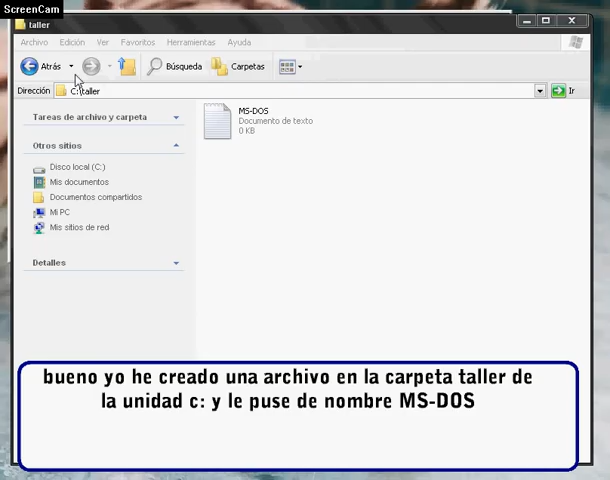 ScreenCam
taller
Archivo Edición Ver Favoritos Herramientas Ayuda
Atrás Búsqueda Carpetas
Dirección C:\taller Ir
Tareas de archivo y carpeta
Otros sitios
Disco local (C:)
Mis documentos
Documentos compartidos
Mi PC
Mis sitios de red
Detalles
MS-DOS
Documento de texto
0 KB
bueno yo he creado una archivo en la carpeta taller de
la unidad c: y le puse de nombre MS-DOS